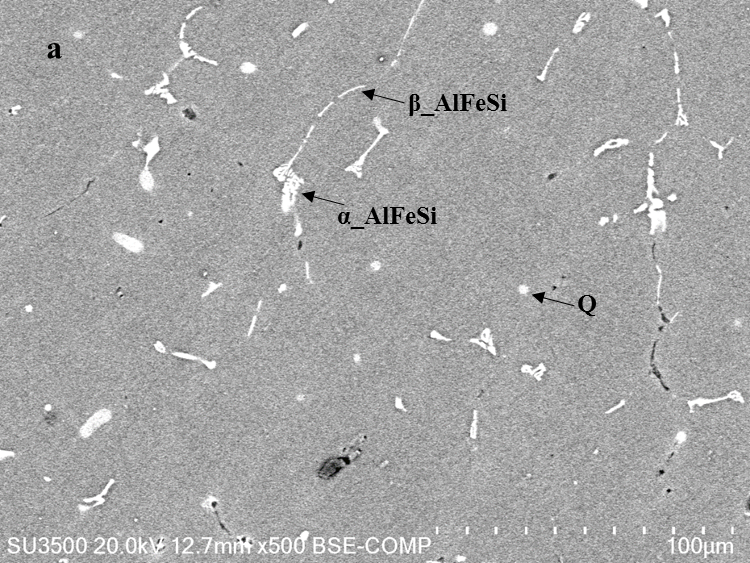 a
β_AlFeSi
α_AlFeSi
Q
SU3500 20.0kV 12.7mm x500 BSE-COMP 100µm